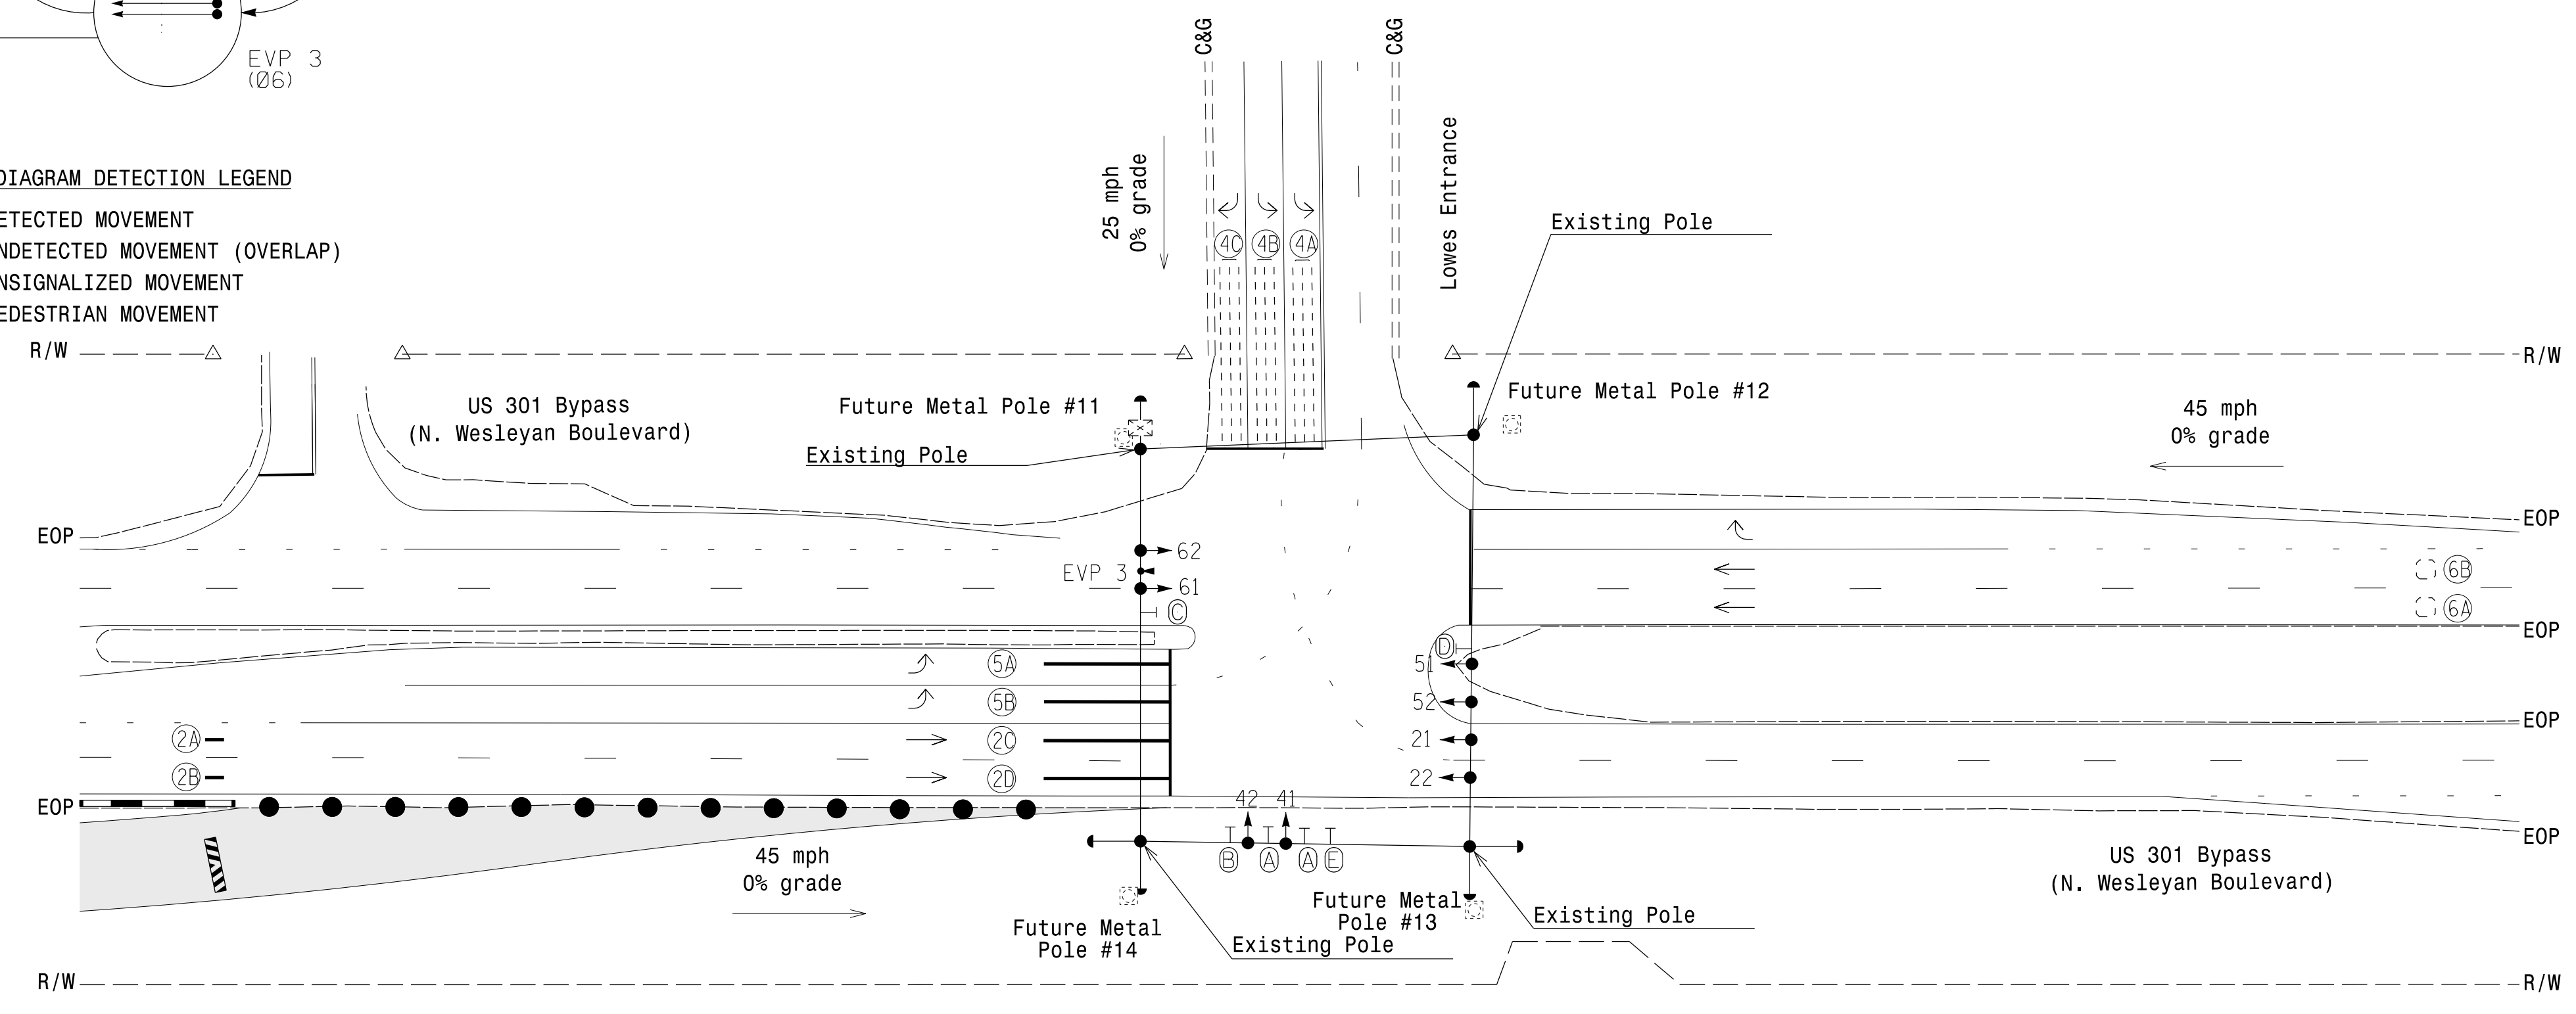 EVP 3
(Ø6)
DIAGRAM DETECTION LEGEND
ETECTED MOVEMENT
NDETECTED MOVEMENT (OVERLAP)
NSIGNALIZED MOVEMENT
EDESTRIAN MOVEMENT
C&G
C&G
25 mph
0% grade
Lowes Entrance
4C
4B
4A
Existing Pole
R/W
R/W
US 301 Bypass
(N. Wesleyan Boulevard)
Future Metal Pole #11
Existing Pole
Future Metal Pole #12
45 mph
0% grade
EOP
EOP
62
EVP 3
61
C
6B
6A
EOP
D
5A
51
5B
52
2A
2C
21
2B
2D
22
EOP
EOP
EOP
42
41
B
A
A
E
45 mph
0% grade
US 301 Bypass
(N. Wesleyan Boulevard)
Future Metal
Pole #14
Existing Pole
Future Metal
Pole #13
Existing Pole
R/W
R/W